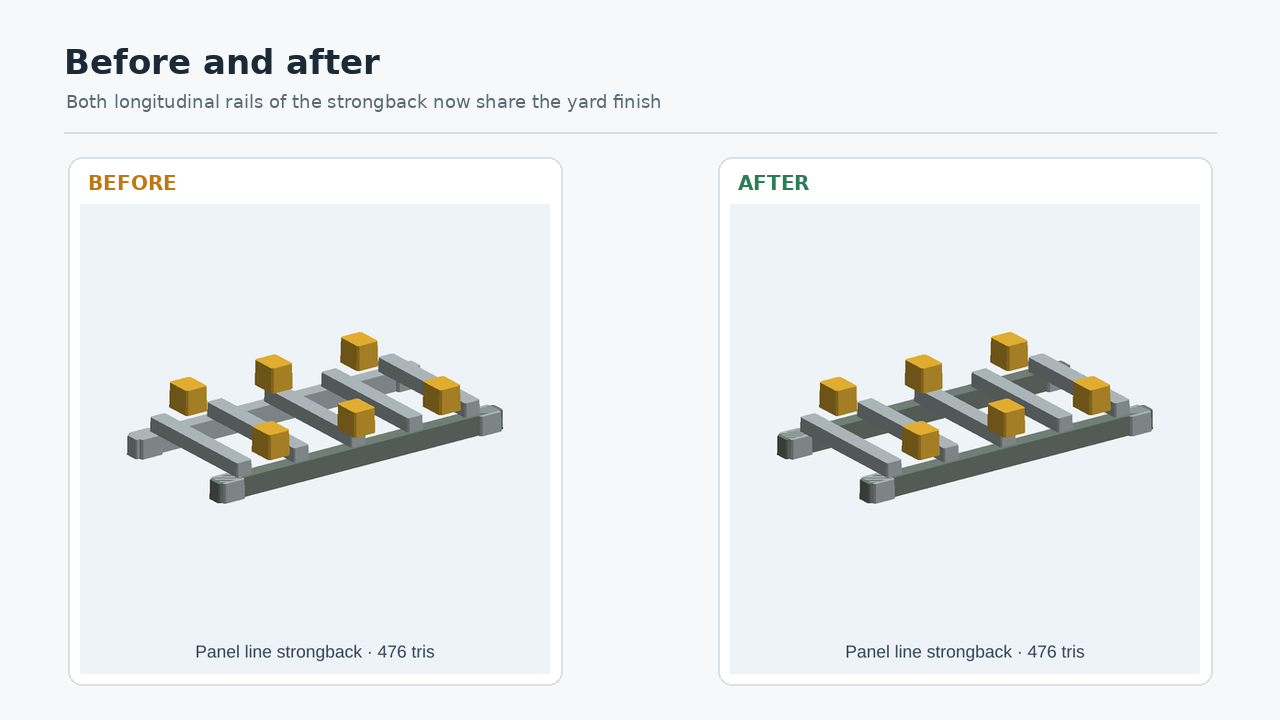 Before and after
Both longitudinal rails of the strongback now share the yard finish
BEFORE
Panel line strongback · 476 tris
AFTER
Panel line strongback · 476 tris